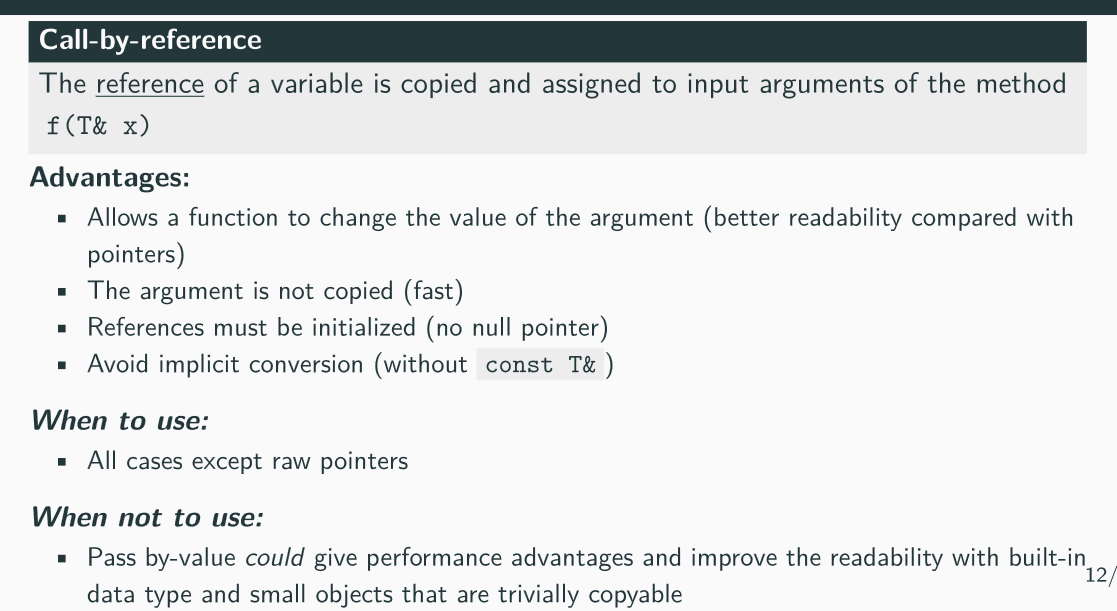 Call-by-reference
The reference of a variable is copied and assigned to input arguments of the method
f(T& x)
Advantages:
▪ Allows a function to change the value of the argument (better readability compared with
pointers)
▪ The argument is not copied (fast)
▪ References must be initialized (no null pointer)
▪ Avoid implicit conversion (without const T& )
When to use:
▪ All cases except raw pointers
When not to use:
▪ Pass by-value could give performance advantages and improve the readability with built-in
12/
data type and small objects that are trivially copyable